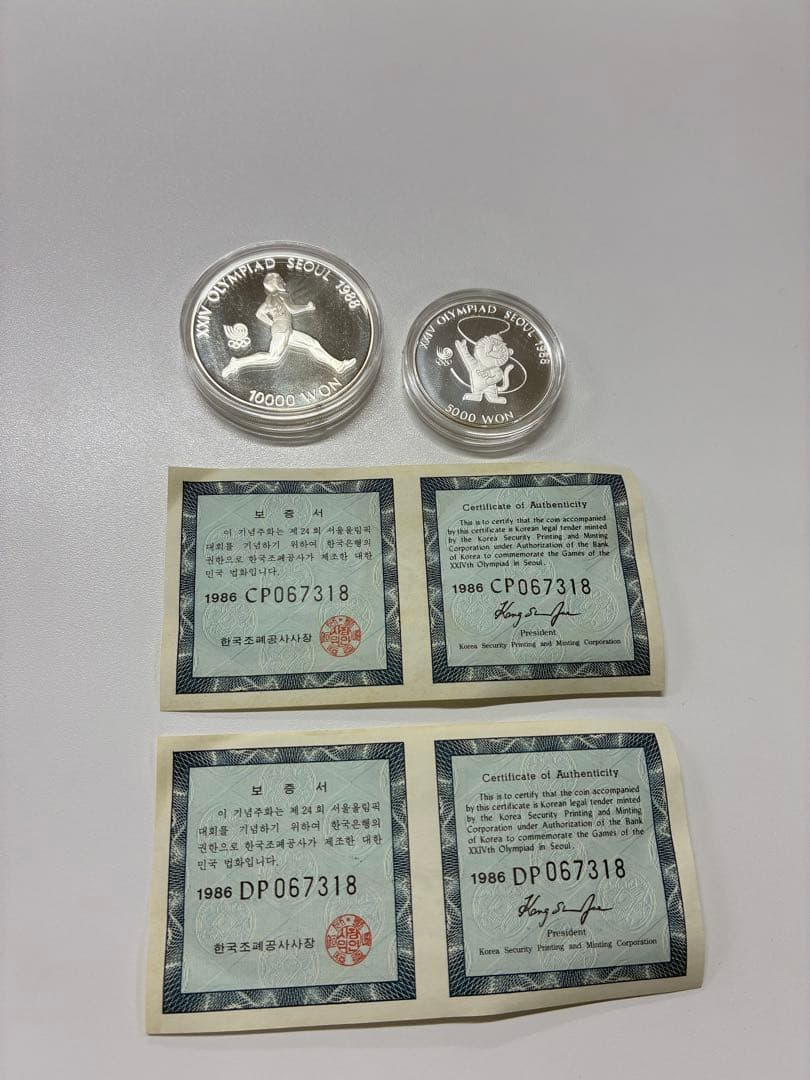 XXIV OLYMPIAD SEOUL 1988
10000 WON
XXIV OLYMPIAD SEOUL 1988
5000 WON
보 증 서
이 기념주화는 제 24 회 서울올림픽
대회를 기념하기 위하여 한국은행의
권한으로 한국조폐공사가 제조한 대한
민국 법화입니다.
1986 CP067318
한국조폐공사사장
Certificate of Authenticity
This is to certify that the coin accompanied
by this certificate is Korean legal tender minted
by the Korea Security Printing and Minting
Corporation under Authorization of the Bank
of Korea to commemorate the Games of the
XXIVth Olympiad in Seoul.
1986 CP067318
President
Korea Security Printing and Minting Corporation
보 증 서
이 기념주화는 제 24 회 서울올림픽
대회를 기념하기 위하여 한국은행의
권한으로 한국조폐공사가 제조한 대한
민국 법화입니다.
1986 DP067318
한국조폐공사사장
Certificate of Authenticity
This is to certify that the coin accompanied
by this certificate is Korean legal tender minted
by the Korea Security Printing and Minting
Corporation under Authorization of the Bank
of Korea to commemorate the Games of the
XXIVth Olympiad in Seoul.
1986 DP067318
President
Korea Security Printing and Minting Corporation